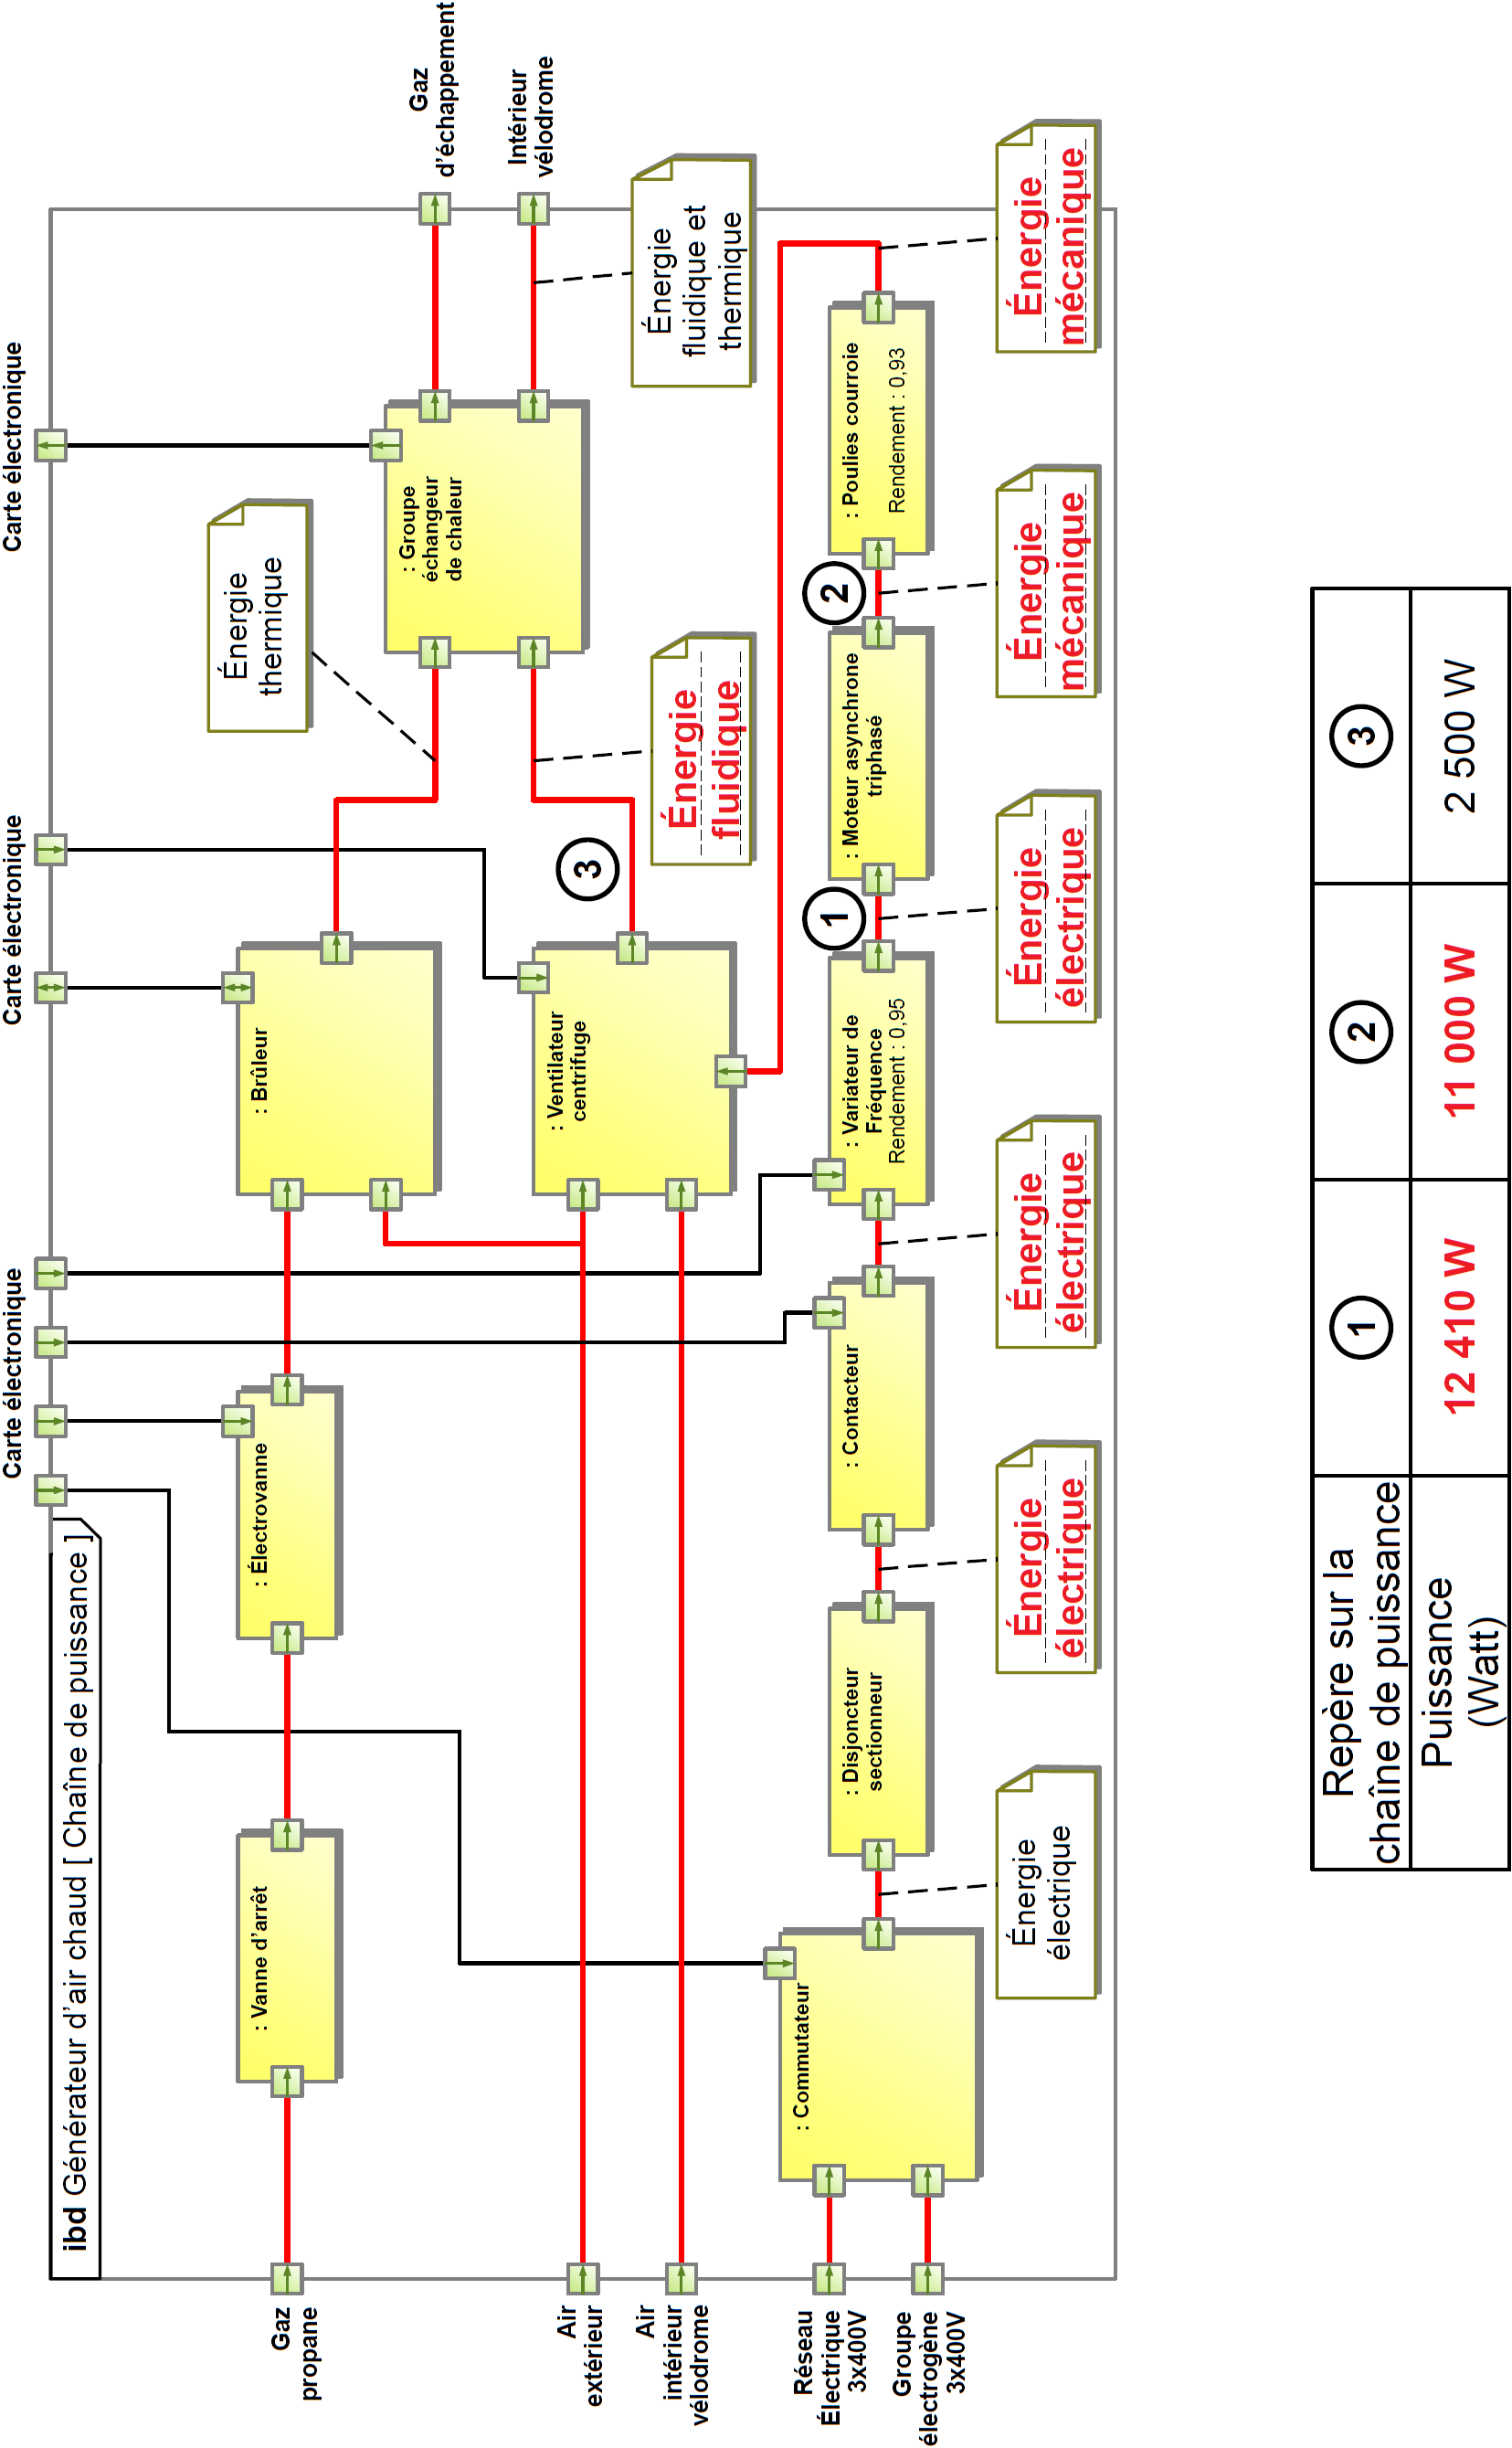 ibd Générateur d'air chaud [ Chaîne de puissance ]
Carte électronique
Carte électronique
Carte électronique
Gaz
propane
: Vanne d'arrêt
: Électrovanne
: Brûleur
Énergie
thermique
: Groupe
échangeur
de chaleur
Gaz
d'échappement
Intérieur
vélodrome
Énergie
fluidique et
thermique
Air
extérieur
Air
intérieur
vélodrome
: Ventilateur
centrifuge
3
Énergie
fluidique
Réseau
Électrique
3x400V
Groupe
électrogène
3x400V
: Commutateur
Énergie
électrique
: Disjoncteur
sectionneur
Énergie
électrique
: Contacteur
Énergie
électrique
: Variateur de
Fréquence
Rendement : 0,95
1
Énergie
électrique
: Moteur asynchrone
triphasé
2
Énergie
mécanique
: Poulies courroie
Rendement : 0,93
Énergie
mécanique
Repère sur la
chaîne de puissance
1
2
3
Puissance
(Watt)
12 410 W
11 000 W
2 500 W